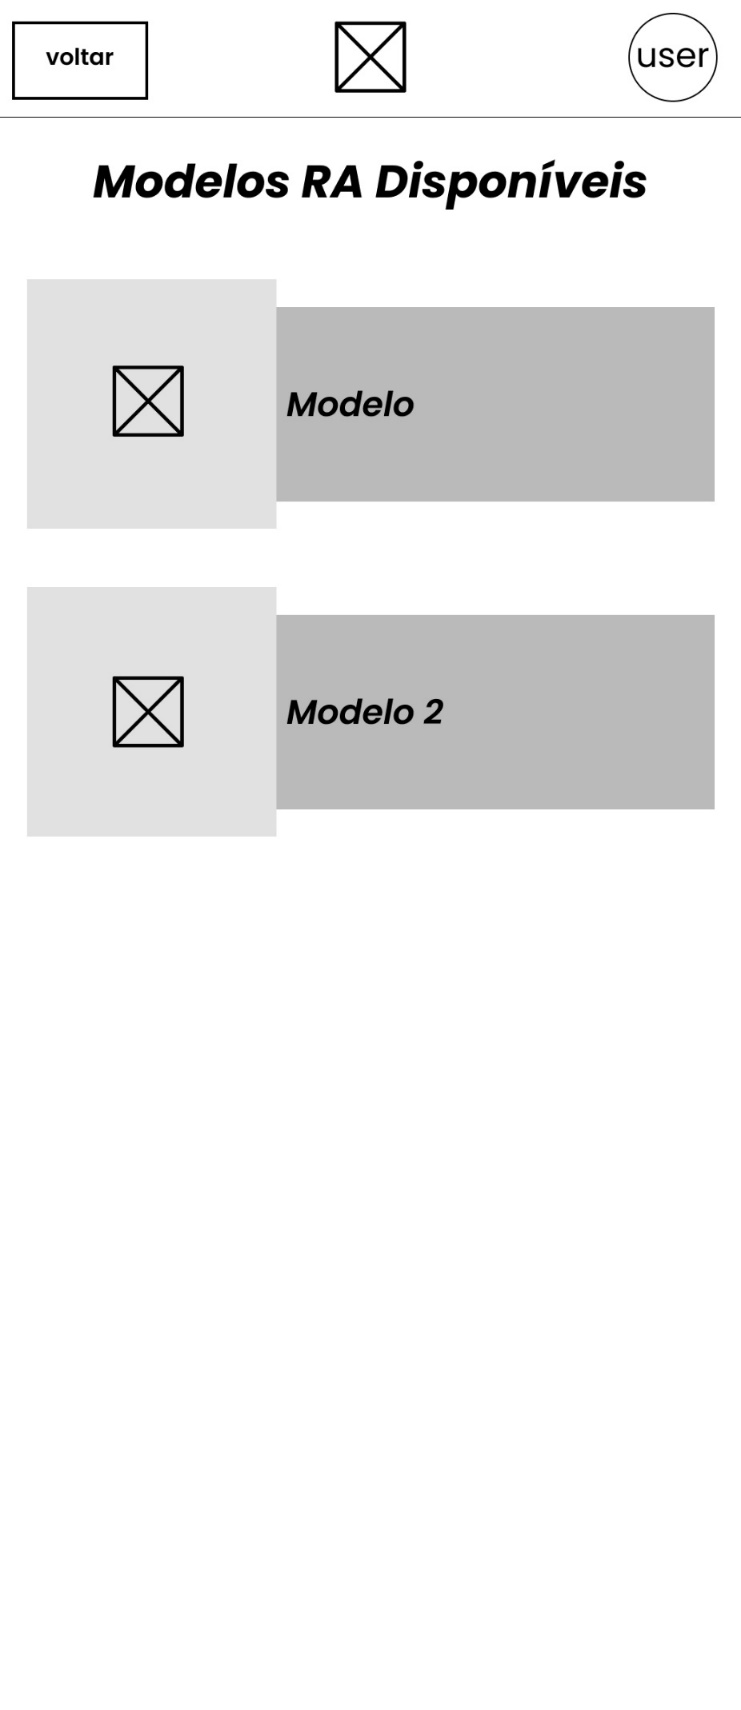 voltar
user
Modelos RA Disponíveis
Modelo
Modelo 2